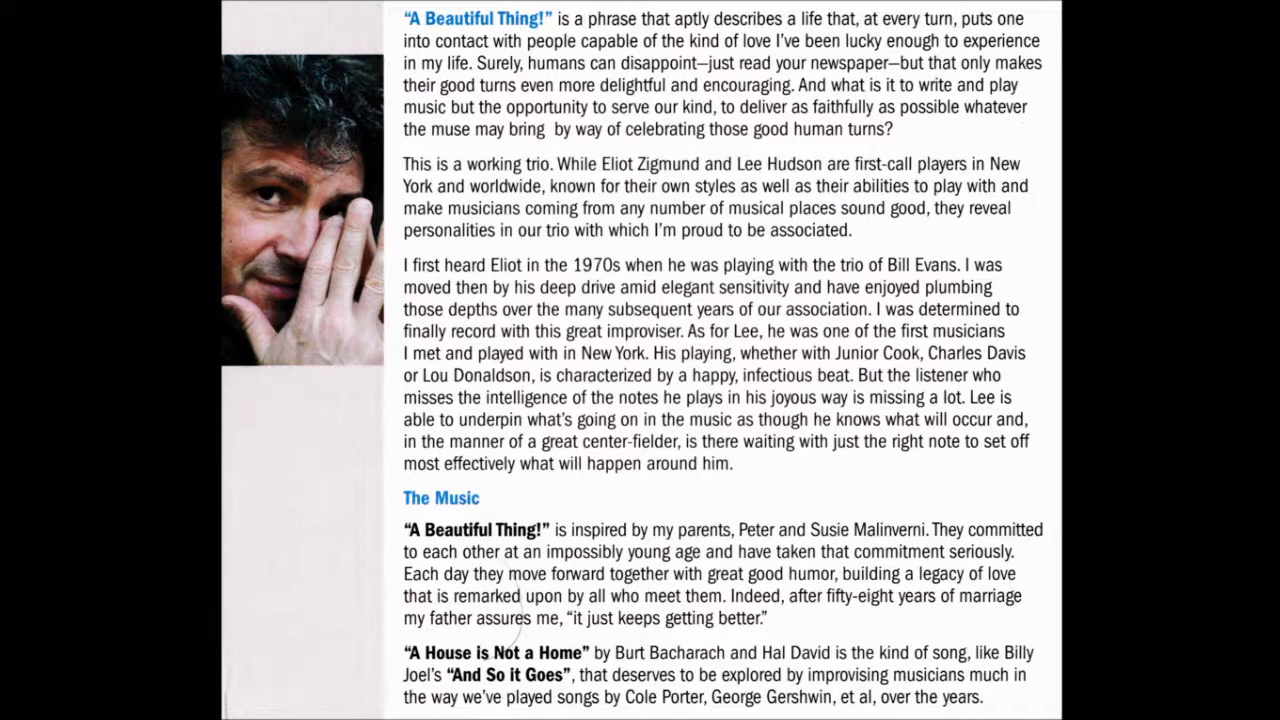 “A Beautiful Thing!” is a phrase that aptly describes a life that, at every turn, puts one
into contact with people capable of the kind of love I’ve been lucky enough to experience
in my life. Surely, humans can disappoint–just read your newspaper–but that only makes
their good turns even more delightful and encouraging. And what is it to write and play
music but the opportunity to serve our kind, to deliver as faithfully as possible whatever
the muse may bring by way of celebrating those good human turns?
This is a working trio. While Eliot Zigmund and Lee Hudson are first-call players in New
York and worldwide, known for their own styles as well as their abilities to play with and
make musicians coming from any number of musical places sound good, they reveal
personalities in our trio with which I’m proud to be associated.
I first heard Eliot in the 1970s when he was playing with the trio of Bill Evans. I was
moved then by his deep drive amid elegant sensitivity and have enjoyed plumbing
those depths over the many subsequent years of our association. I was determined to
finally record with this great improviser. As for Lee, he was one of the first musicians
I met and played with in New York. His playing, whether with Junior Cook, Charles Davis
or Lou Donaldson, is characterized by a happy, infectious beat. But the listener who
misses the intelligence of the notes he plays in his joyous way is missing a lot. Lee is
able to underpin what’s going on in the music as though he knows what will occur and,
in the manner of a great center-fielder, is there waiting with just the right note to set off
most effectively what will happen around him.
The Music
“A Beautiful Thing!” is inspired by my parents, Peter and Susie Malinverni. They committed
to each other at an impossibly young age and have taken that commitment seriously.
Each day they move forward together with great good humor, building a legacy of love
that is remarked upon by all who meet them. Indeed, after fifty-eight years of marriage
my father assures me, “it just keeps getting better.”
“A House is Not a Home” by Burt Bacharach and Hal David is the kind of song, like Billy
Joel’s “And So it Goes”, that deserves to be explored by improvising musicians much in
the way we’ve played songs by Cole Porter, George Gershwin, et al, over the years.